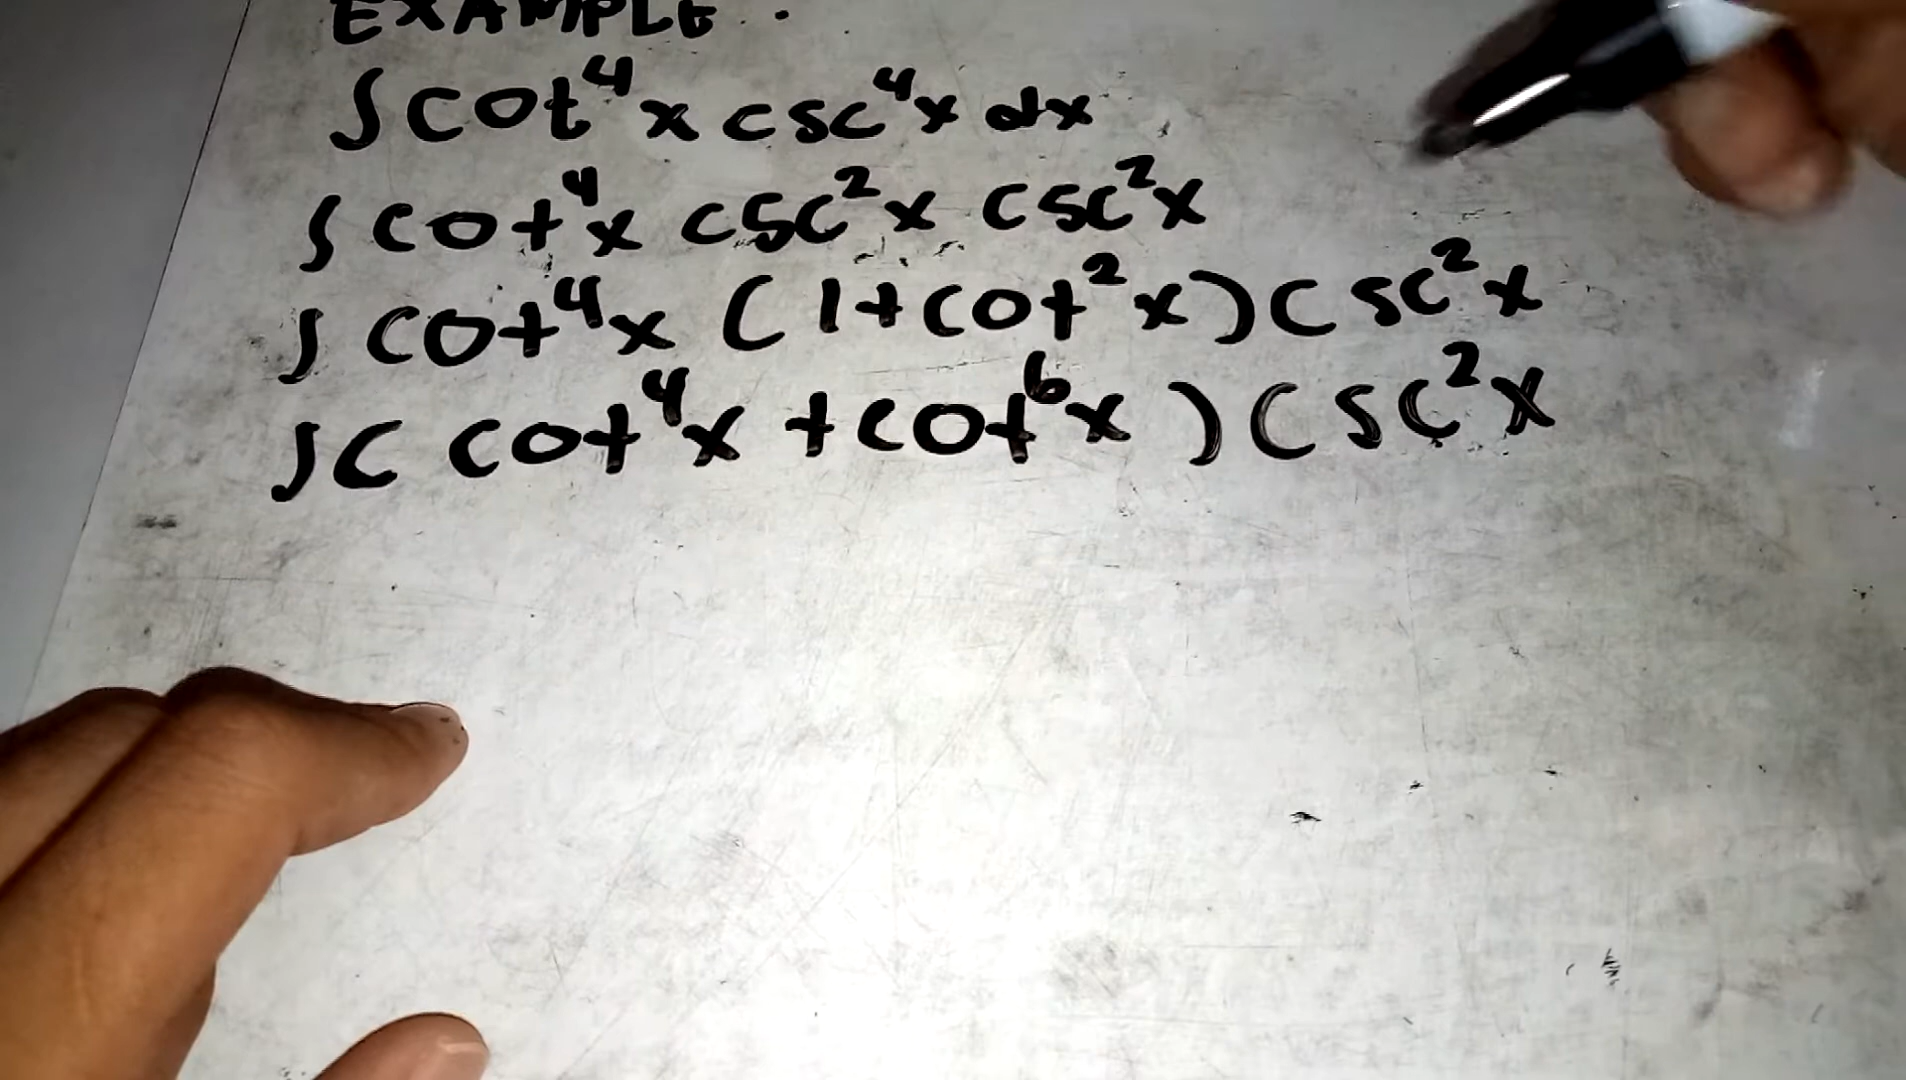 EXAMPLE :
∫ cot⁴x csc⁴x dx
∫ cot⁴x csc²x csc²x
∫ cot⁴x (1+cot²x) csc²x
∫ ( cot⁴x + cot⁶x ) csc²x